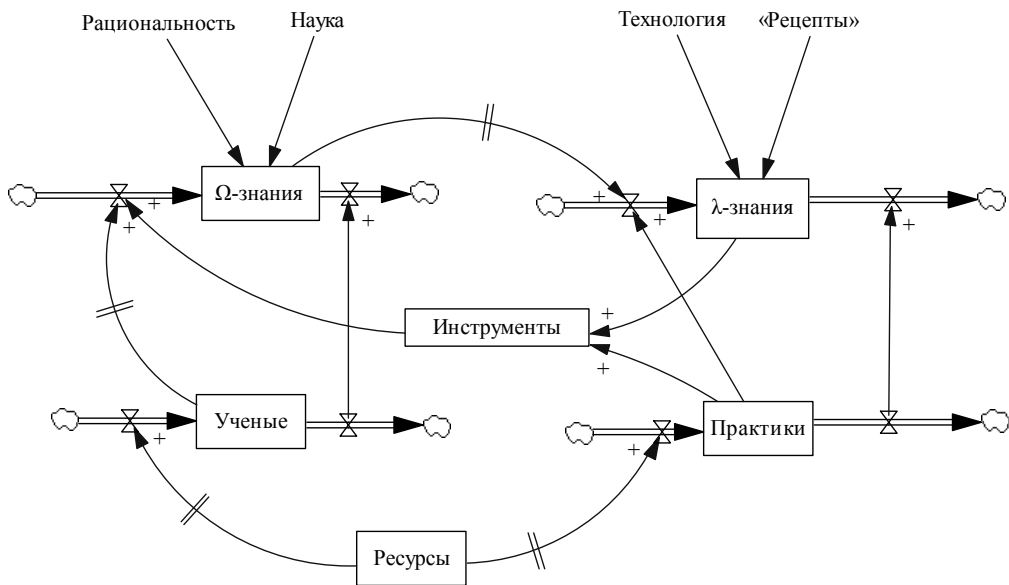 Рациональность
Наука
Технология
«Рецепты»
Ω-знания
λ-знания
+
+
+
+
+
+
+
Инструменты
+
+
Ученые
Практики
+
+
Ресурсы